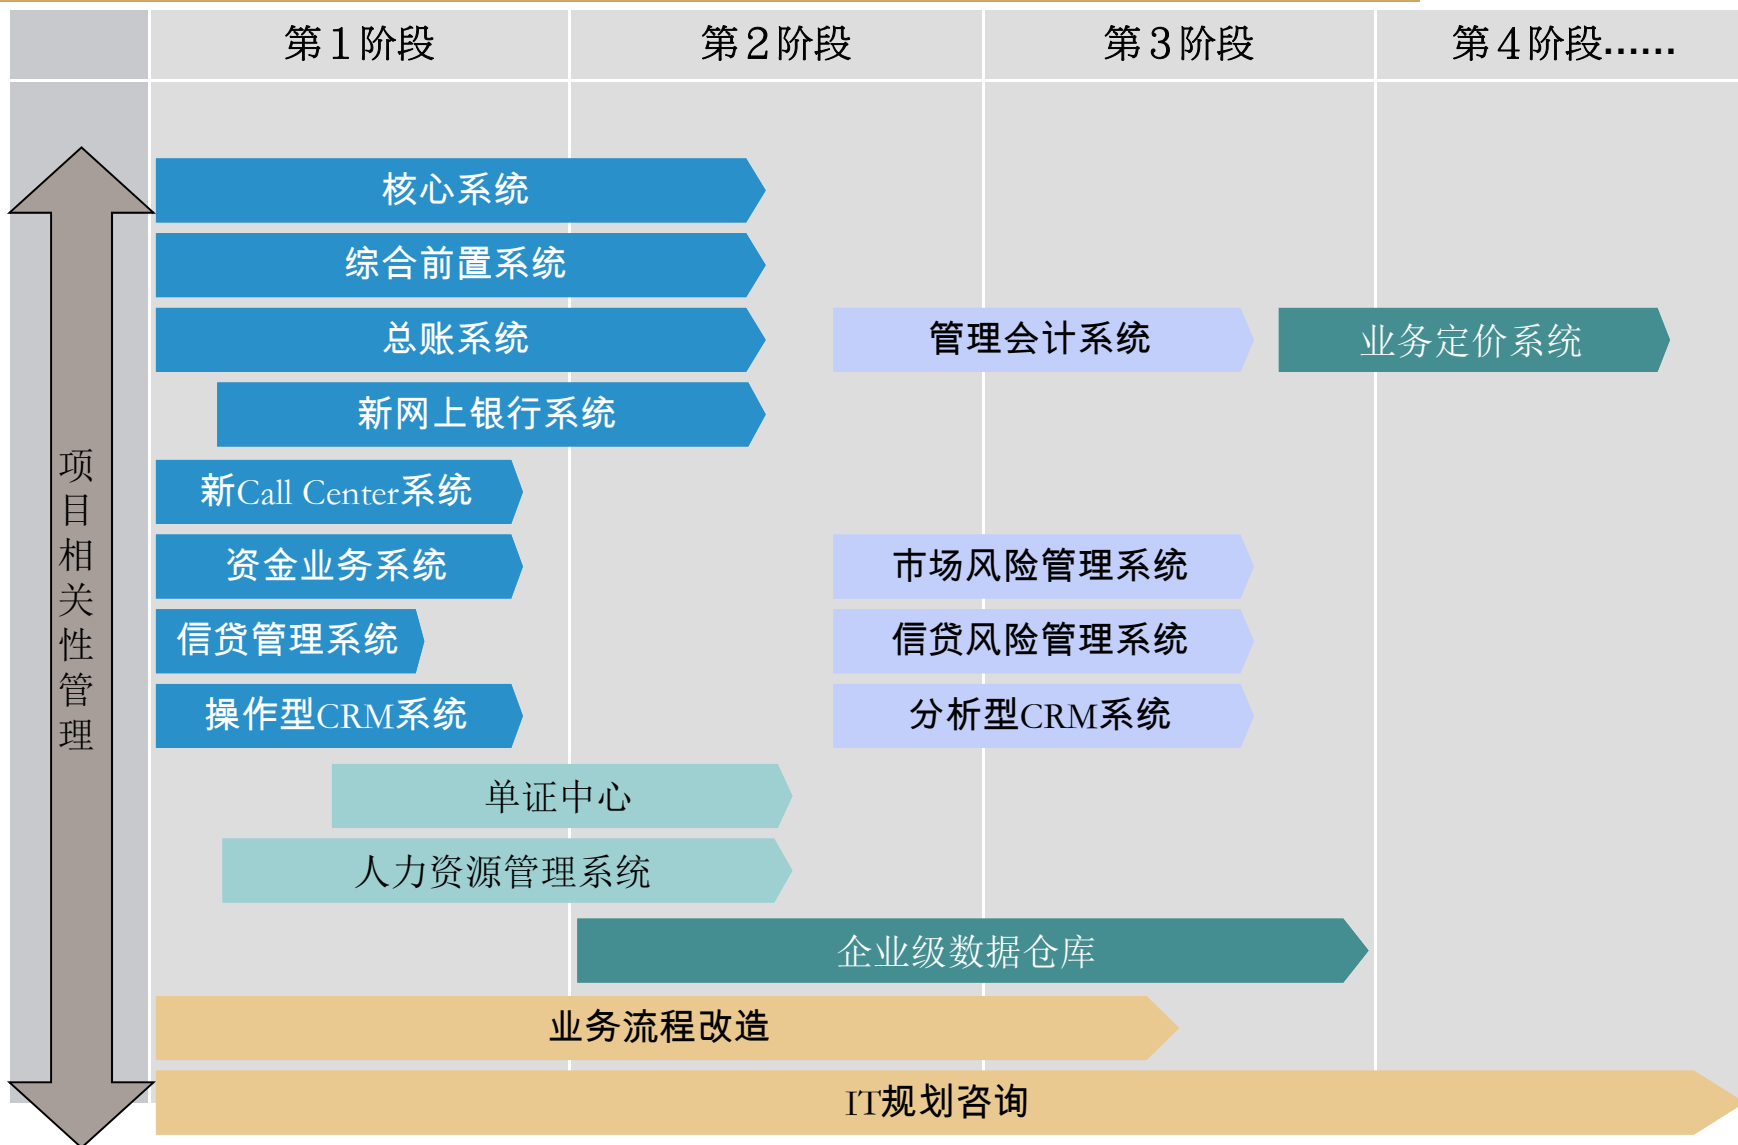 第1阶段
第2阶段
第3阶段
第4阶段……
项目相关性管理
核心系统
综合前置系统
总账系统
管理会计系统
业务定价系统
新网上银行系统
新Call Center系统
资金业务系统
市场风险管理系统
信贷管理系统
信贷风险管理系统
操作型CRM系统
分析型CRM系统
单证中心
人力资源管理系统
企业级数据仓库
业务流程改造
IT规划咨询